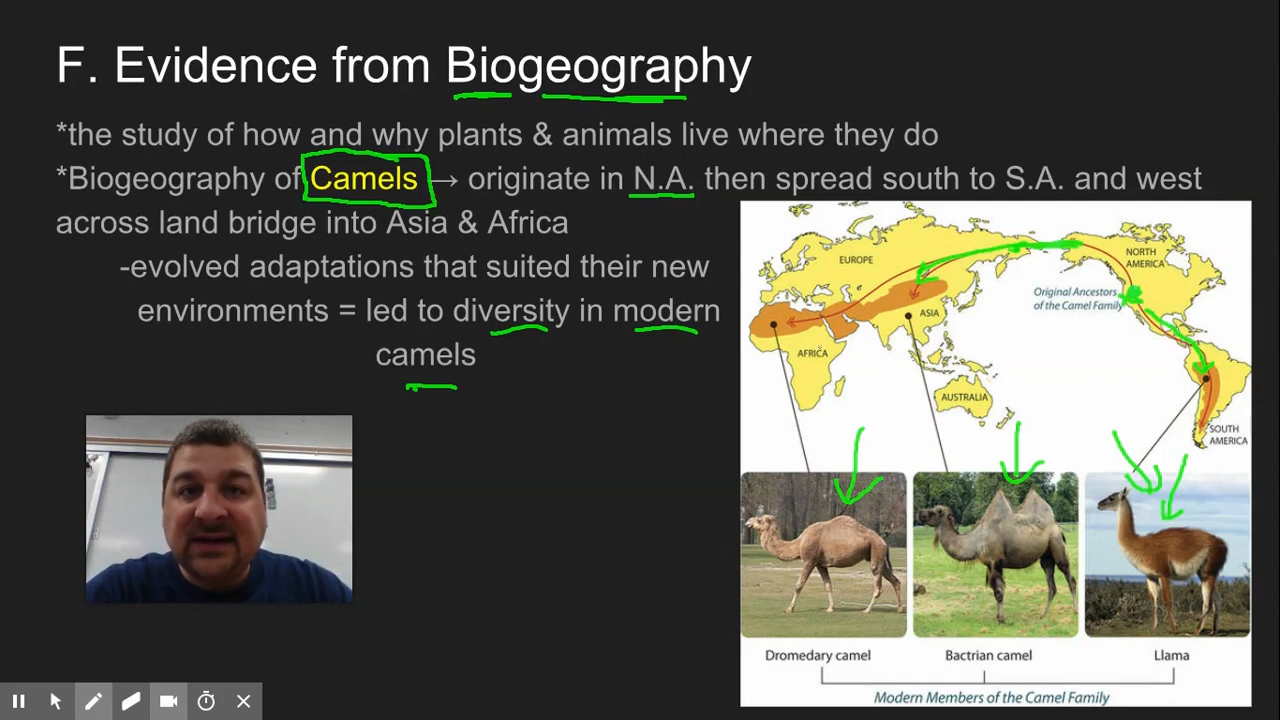 F. Evidence from Biogeography
*the study of how and why plants & animals live where they do
*Biogeography of Camels → originate in N.A. then spread south to S.A. and west
across land bridge into Asia & Africa
-evolved adaptations that suited their new
environments = led to diversity in modern
camels
EUROPE
NORTH
AMERICA
Original Ancestors
of the Camel Family
ASIA
AFRICA
AUSTRALIA
SOUTH
AMERICA
Dromedary camel
Bactrian camel
Llama
Modern Members of the Camel Family